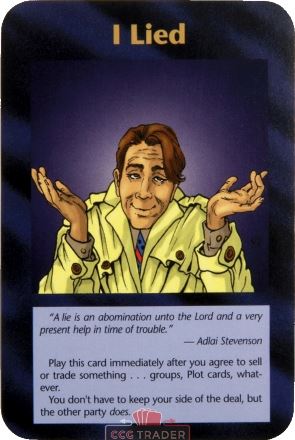 I Lied
"A lie is an abomination unto the Lord and a very
present help in time of trouble."
— Adlai Stevenson
Play this card immediately after you agree to sell
or trade something . . . groups, Plot cards, what-
ever.
You don't have to keep your side of the deal, but
the other party does.
CCG TRADER